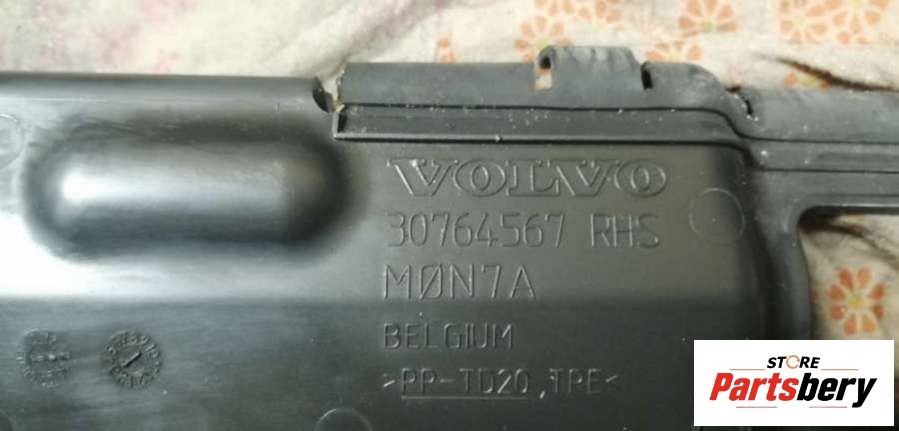 VOLVO
30764567 RHS
MØN7A
BELGIUM
>PP-TD20,TPE<
STORE
Partsbery